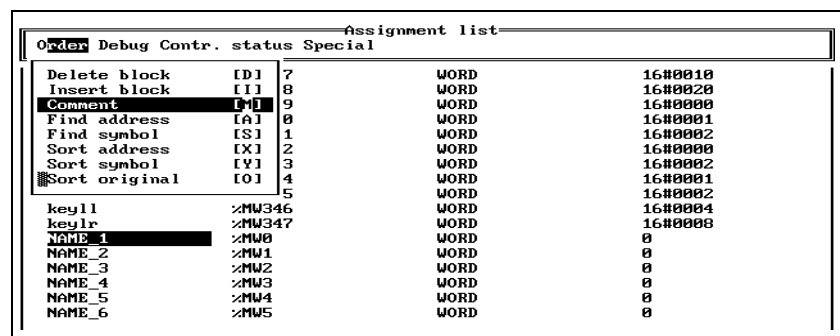 Assignment list
Order Debug Contr. status Special
Delete block [D] 7 WORD 16#0010
Insert block [I] 8 WORD 16#0020
Comment [M] 9 WORD 16#0000
Find address [A] 0 WORD 16#0001
Find symbol [S] 1 WORD 16#0002
Sort address [X] 2 WORD 16#0000
Sort symbol [Y] 3 WORD 16#0002
Sort original [O] 4 WORD 16#0001
5 WORD 16#0002
keyll %MW346 WORD 16#0004
keylr %MW347 WORD 16#0008
NAME_1 %MW0 WORD 0
NAME_2 %MW1 WORD 0
NAME_3 %MW2 WORD 0
NAME_4 %MW3 WORD 0
NAME_5 %MW4 WORD 0
NAME_6 %MW5 WORD 0